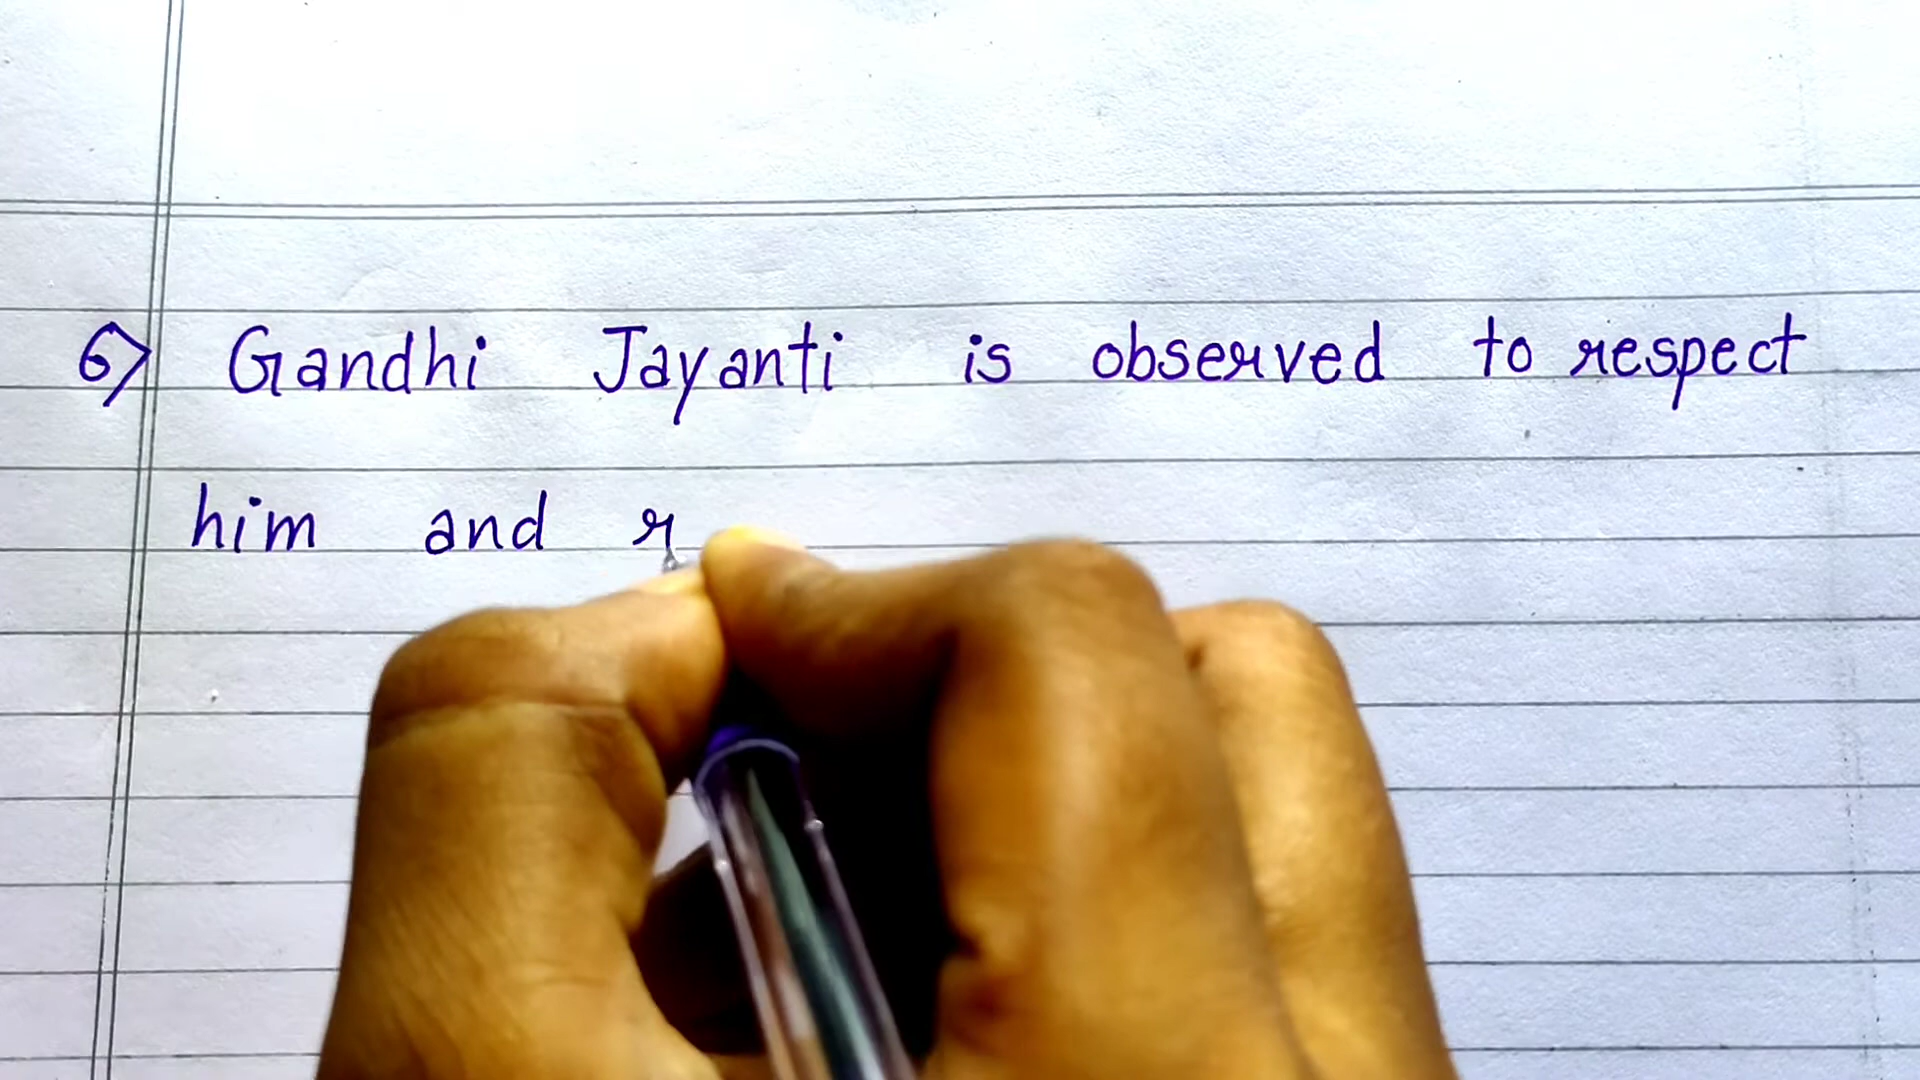 6) Gandhi Jayanti is observed to respect
him and r